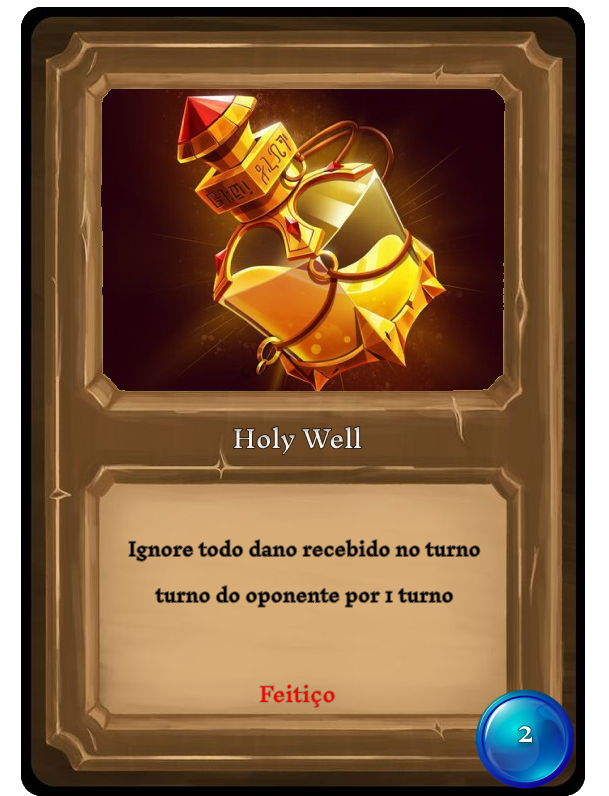 Holy Well
Ignore todo dano recebido no turno
turno do oponente por 1 turno
Feitiço
2